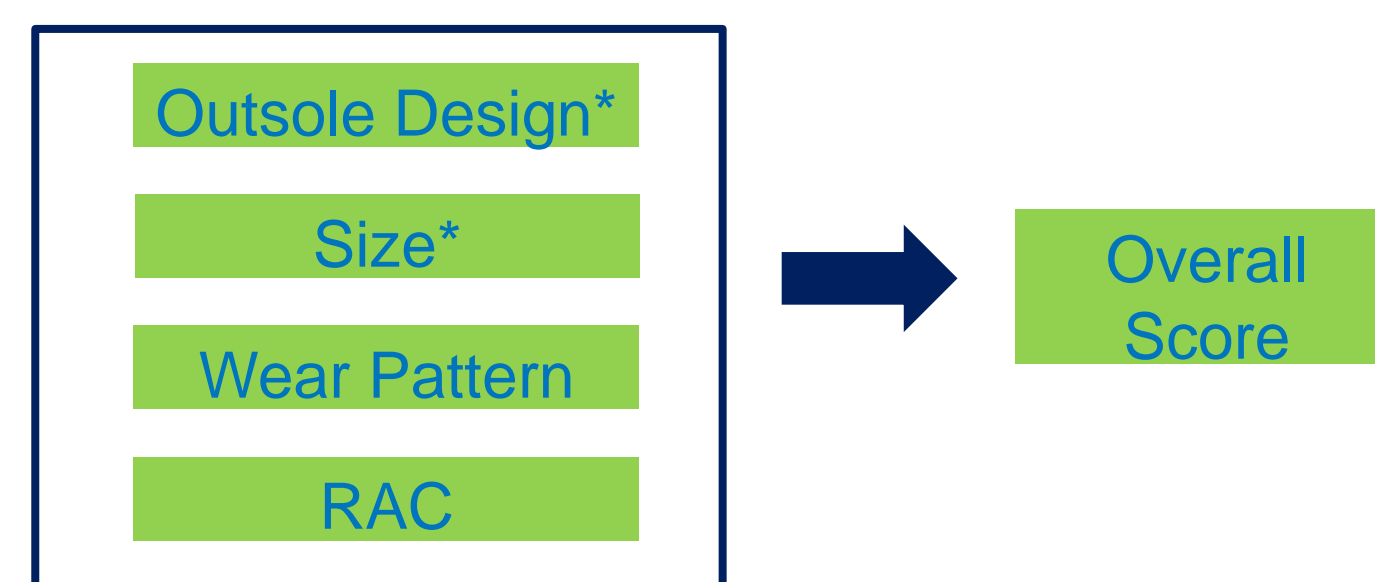 Outsole Design*
Size*
Wear Pattern
RAC
Overall
Score